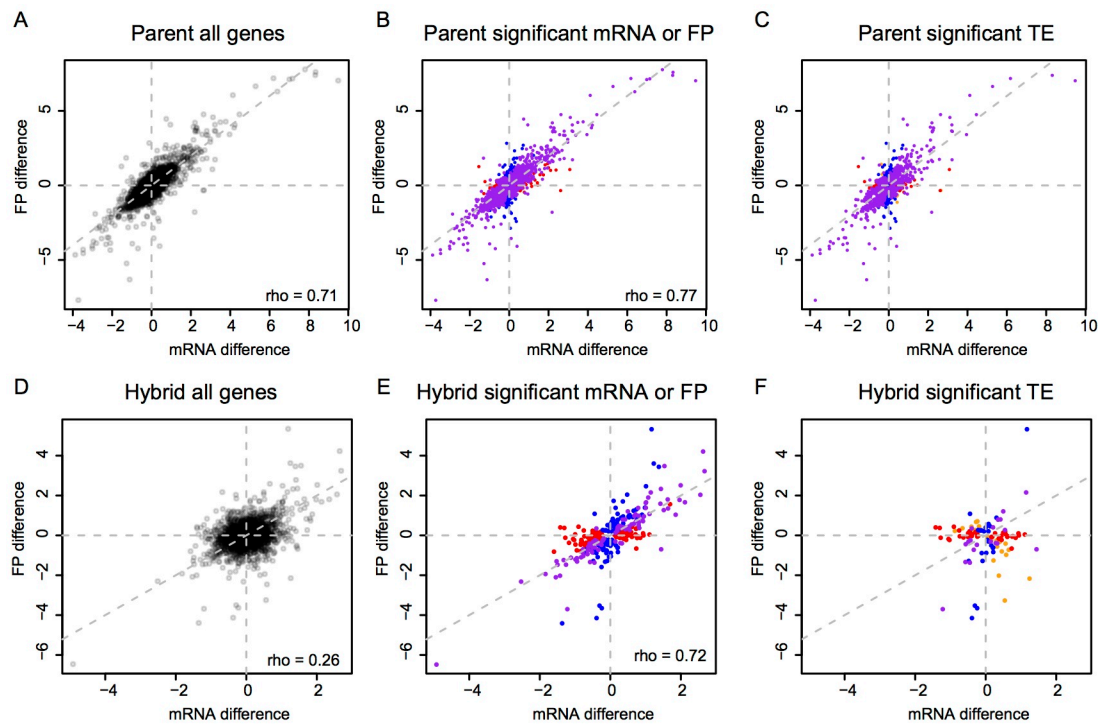 A
Parent all genes
FP difference
5
0
−5
rho = 0.71
−4 −2 0 2 4 6 8 10
mRNA difference
B
Parent significant mRNA or FP
FP difference
5
0
−5
rho = 0.77
−4 −2 0 2 4 6 8 10
mRNA difference
C
Parent significant TE
FP difference
5
0
−5
−4 −2 0 2 4 6 8 10
mRNA difference
D
Hybrid all genes
FP difference
4
2
0
−2
−4
−6
rho = 0.26
−4 −2 0 2
mRNA difference
E
Hybrid significant mRNA or FP
FP difference
4
2
0
−2
−4
−6
rho = 0.72
−4 −2 0 2
mRNA difference
F
Hybrid significant TE
FP difference
4
2
0
−2
−4
−6
−4 −2 0 2
mRNA difference